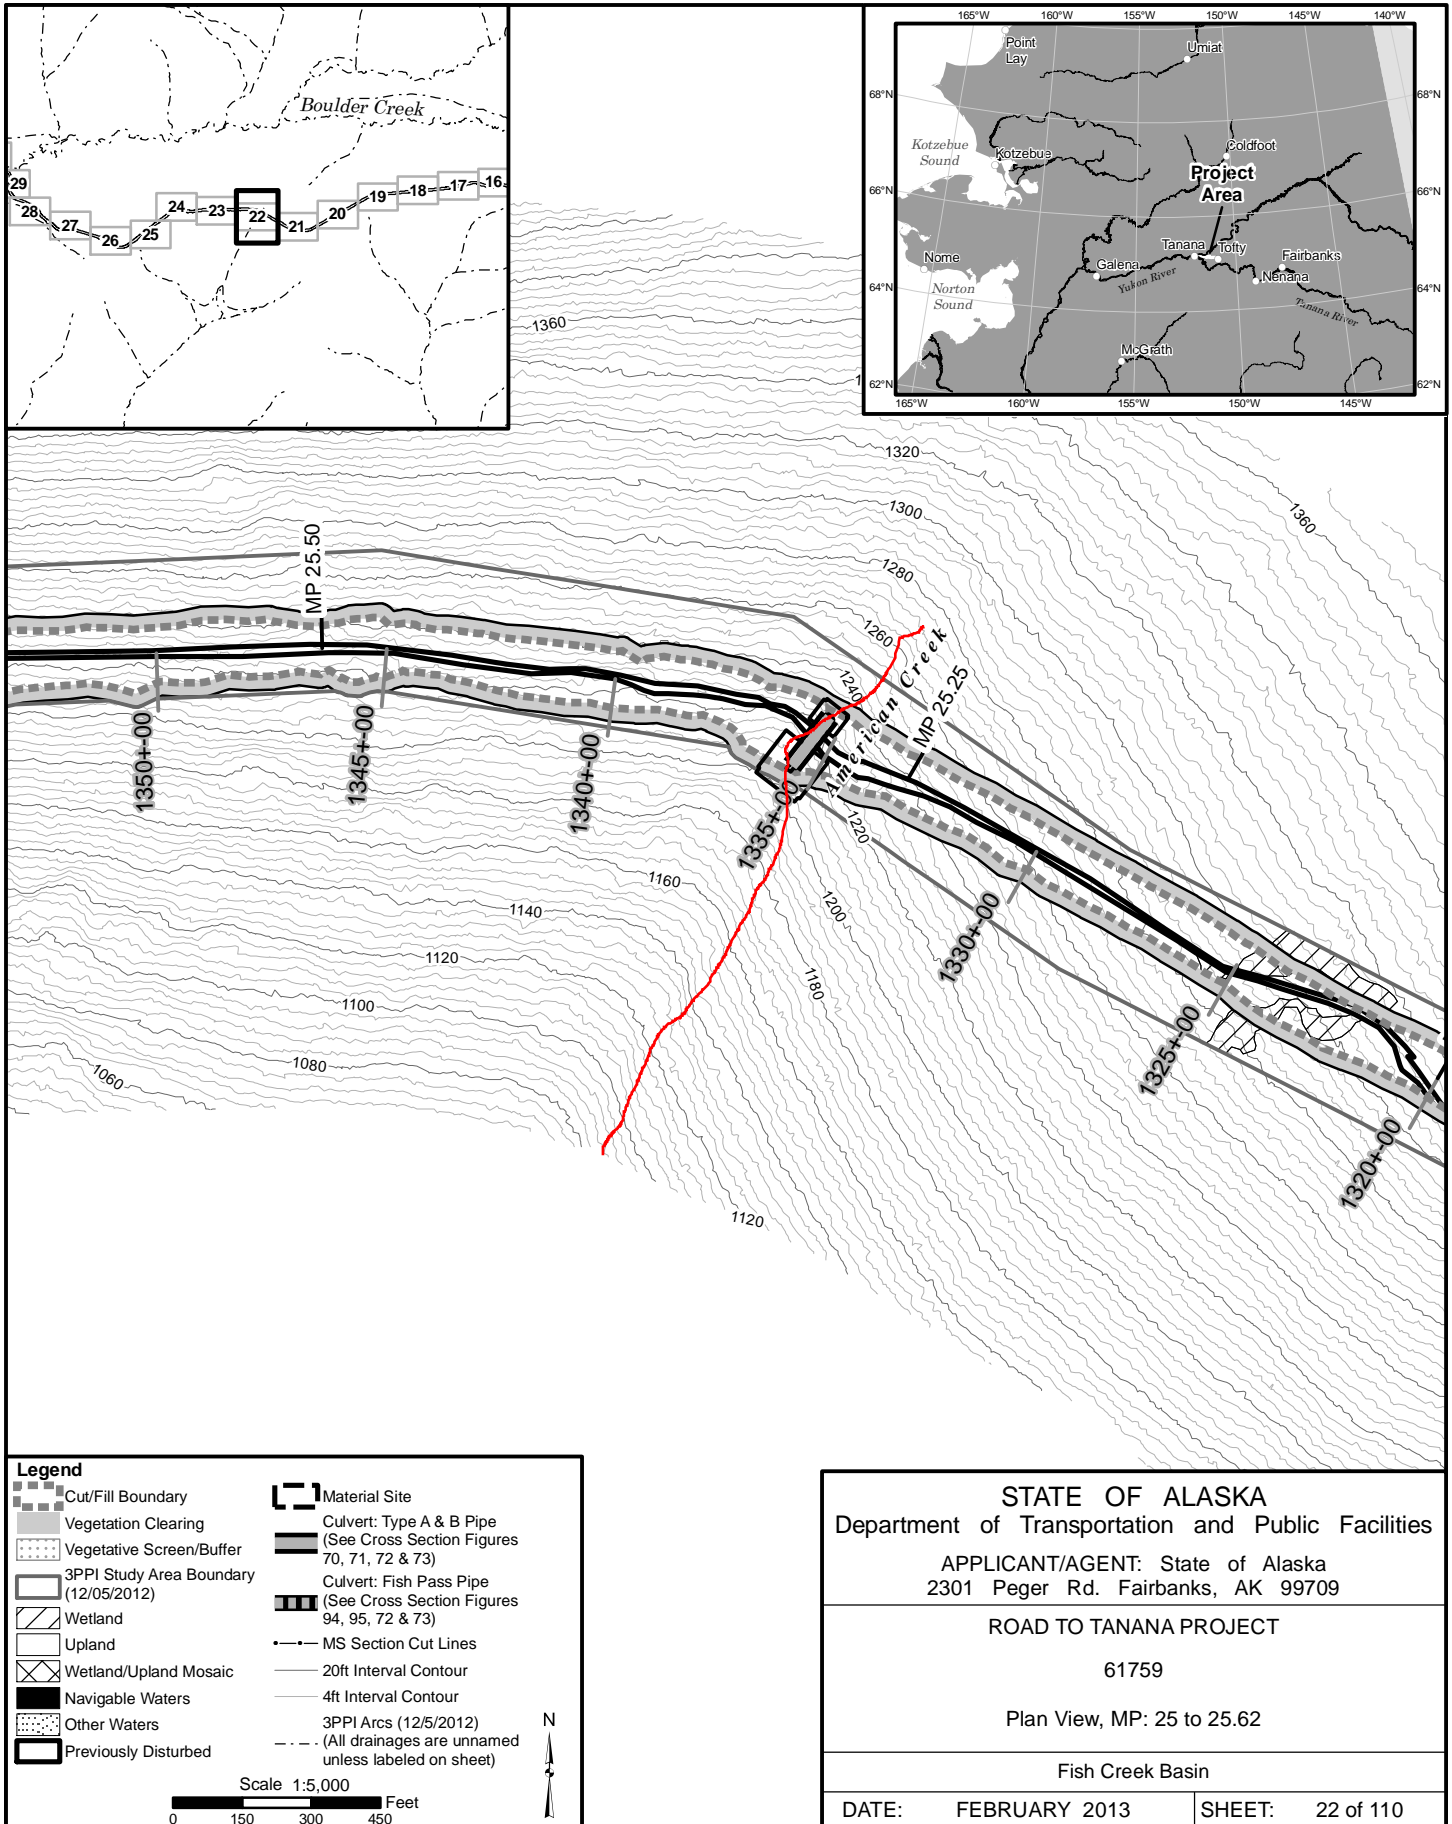 Boulder Creek
29
28
27
26
25
24
23
22
21
20
19
18
17
16
165°W
160°W
155°W
150°W
145°W
140°W
Point
Lay
Umiat
68°N
68°N
Kotzebue
Sound
Kotzebue
Coldfoot
Project
Area
66°N
66°N
Nome
Tanana
Tofty
Fairbanks
Galena
Nenana
Yukon River
Tanana River
64°N
64°N
Norton
Sound
McGrath
62°N
62°N
165°W
160°W
155°W
150°W
145°W
1360
1320
1300
1360
1280
1260
1240
MP 25.50
American Creek
MP 25.25
1350+-00
1345+-00
1340+-00
1335+-00
1330+-00
1325+-00
1320+-00
1220
1200
1180
1160
1140
1120
1100
1080
1060
1120
Legend
Cut/Fill Boundary
Vegetation Clearing
Vegetative Screen/Buffer
3PPI Study Area Boundary
(12/05/2012)
Wetland
Upland
Wetland/Upland Mosaic
Navigable Waters
Other Waters
Previously Disturbed
Material Site
Culvert: Type A & B Pipe
(See Cross Section Figures
70, 71, 72 & 73)
Culvert: Fish Pass Pipe
(See Cross Section Figures
94, 95, 72 & 73)
MS Section Cut Lines
20ft Interval Contour
4ft Interval Contour
3PPI Arcs (12/5/2012)
(All drainages are unnamed
unless labeled on sheet)
N
Scale 1:5,000
Feet
0 150 300 450
STATE OF ALASKA
Department of Transportation and Public Facilities
APPLICANT/AGENT: State of Alaska
2301 Peger Rd. Fairbanks, AK 99709
ROAD TO TANANA PROJECT
61759
Plan View, MP: 25 to 25.62
Fish Creek Basin
DATE: FEBRUARY 2013
SHEET: 22 of 110